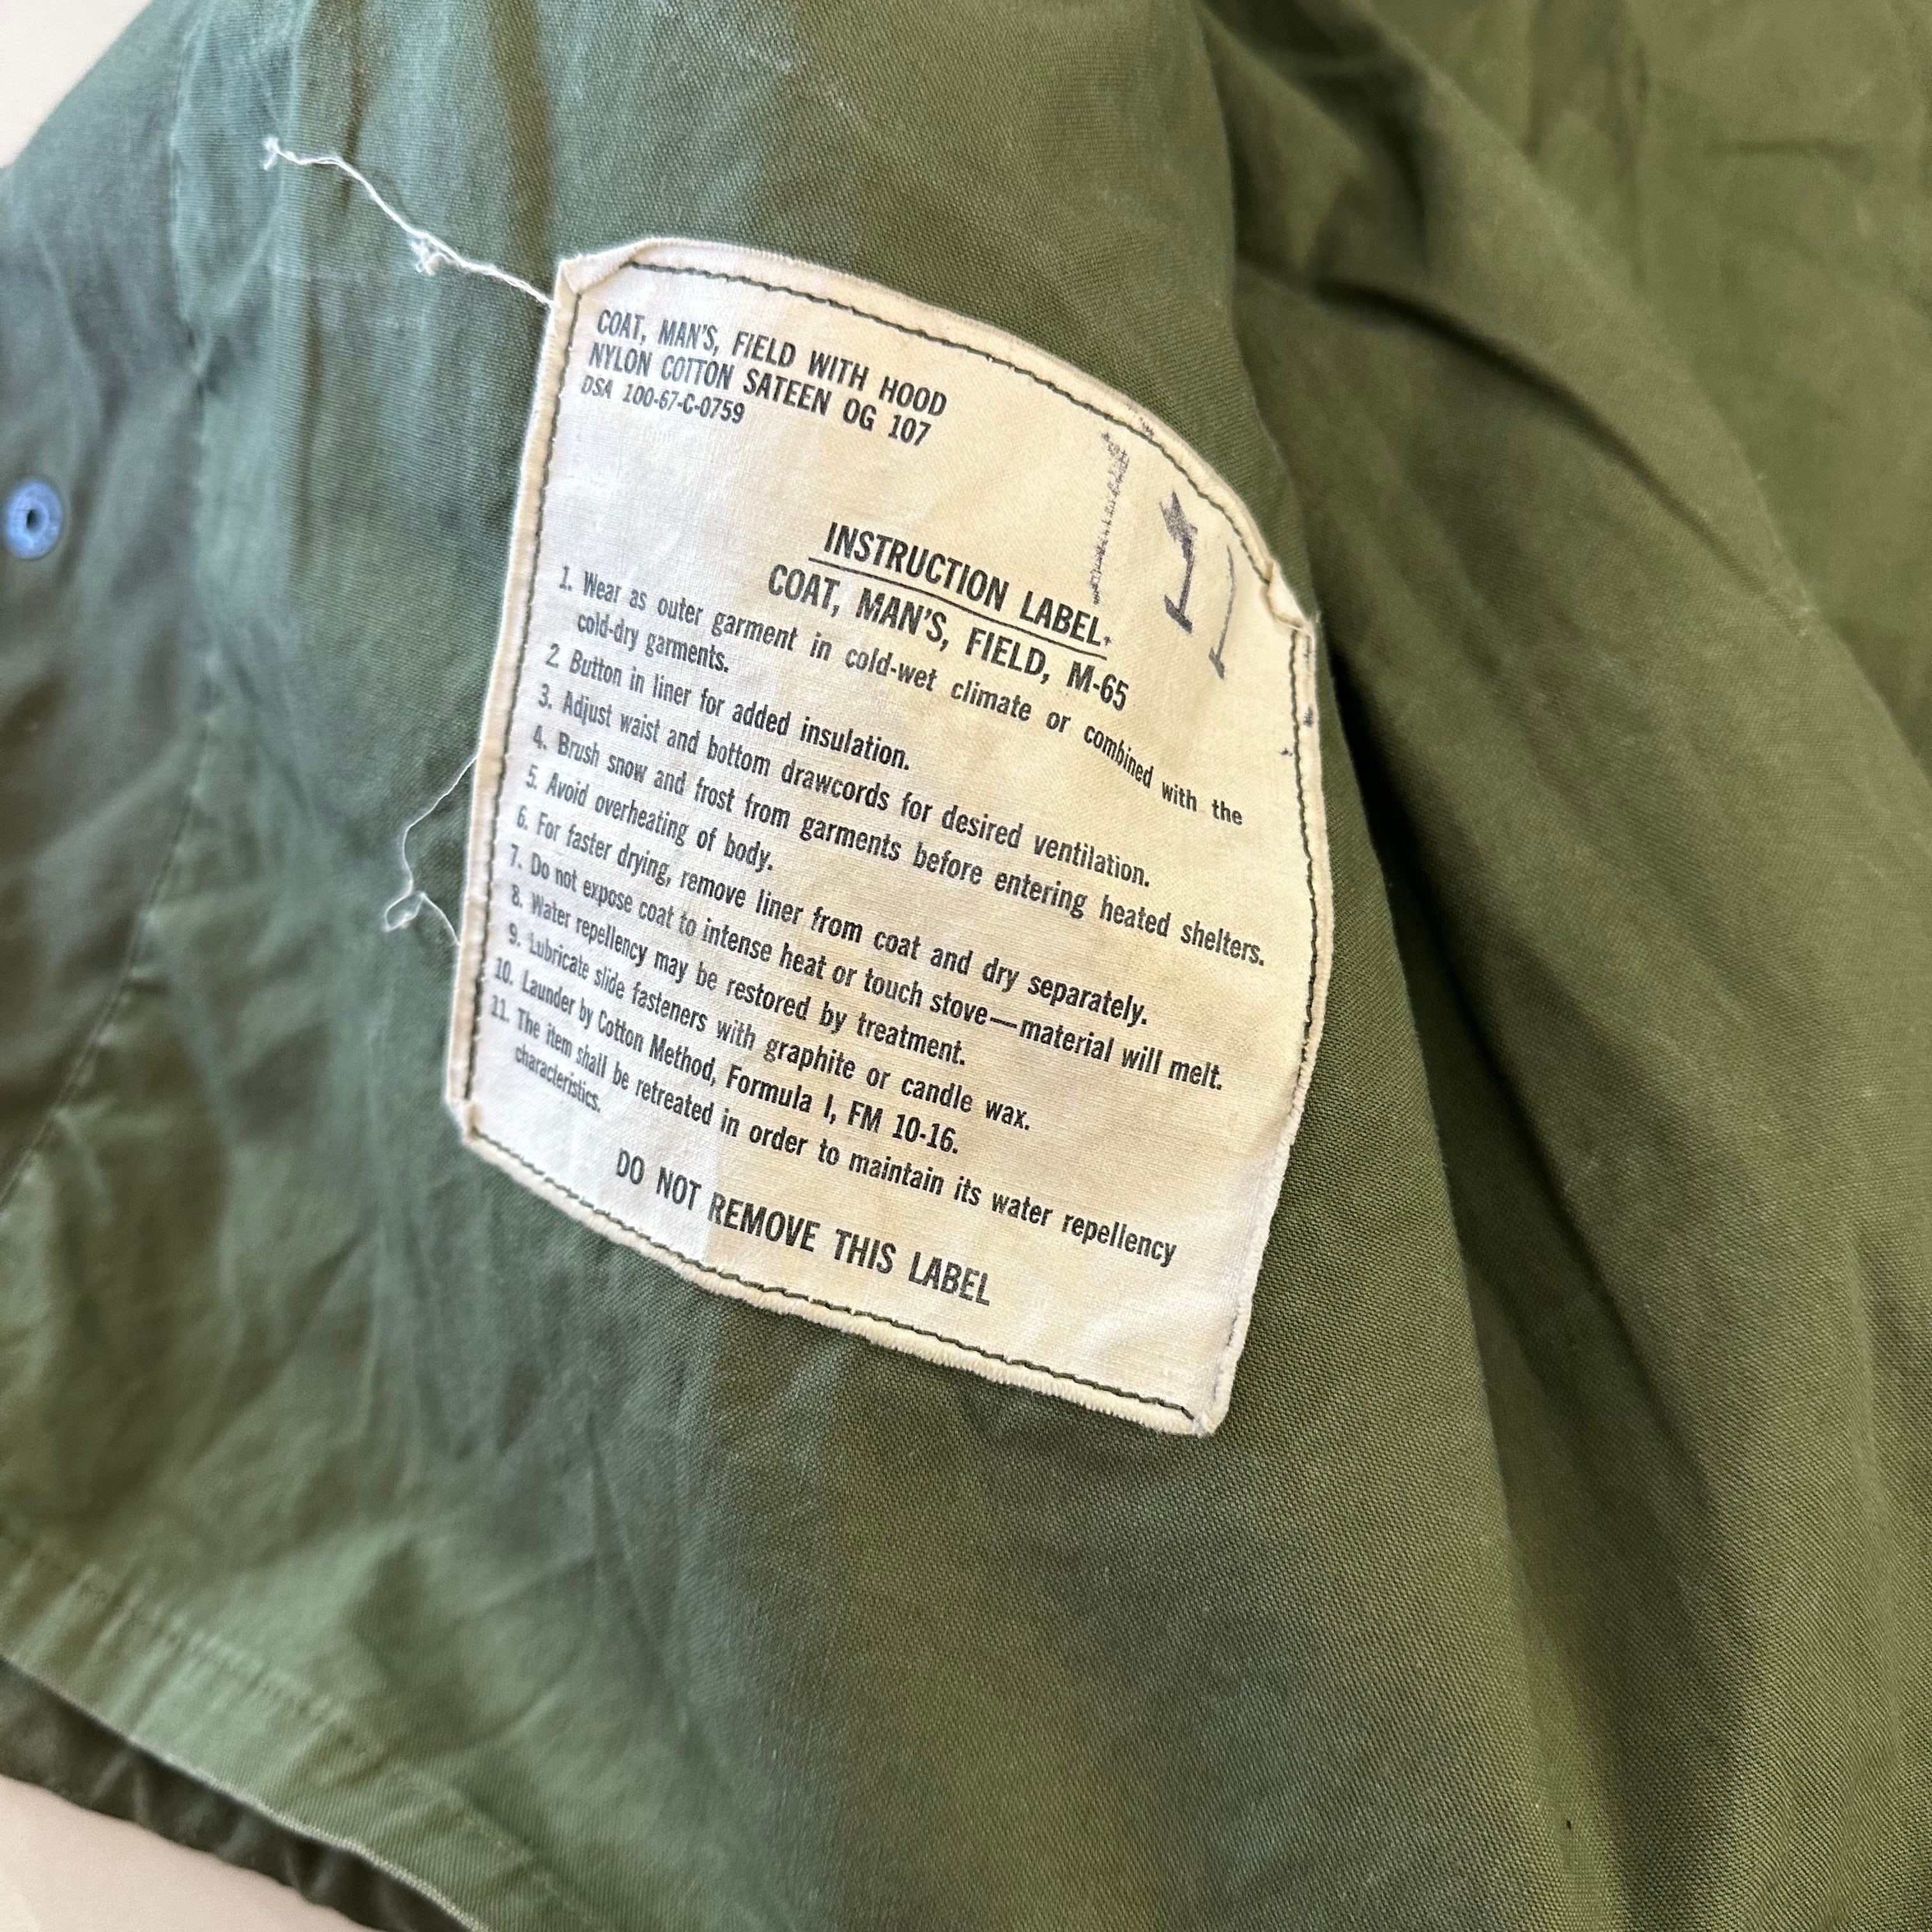 COAT, MAN'S, FIELD WITH HOOD
NYLON COTTON SATEEN OG 107
DSA 100-67-C-0759
INSTRUCTION LABEL
COAT, MAN'S, FIELD, M-65
1. Wear as outer garment in cold-wet climate or combined with the
cold-dry garments.
2. Button in liner for added insulation.
3. Adjust waist and bottom drawcords for desired ventilation.
4. Brush snow and frost from garments before entering heated shelters.
5. Avoid overheating of body.
6. For faster drying, remove liner from coat and dry separately.
7. Do not expose coat to intense heat or touch stove—material will melt.
8. Water repellency may be restored by treatment.
9. Lubricate slide fasteners with graphite or candle wax.
10. Launder by Cotton Method, Formula I, FM 10-16.
11. The item shall be retreated in order to maintain its water repellency
characteristics.
DO NOT REMOVE THIS LABEL